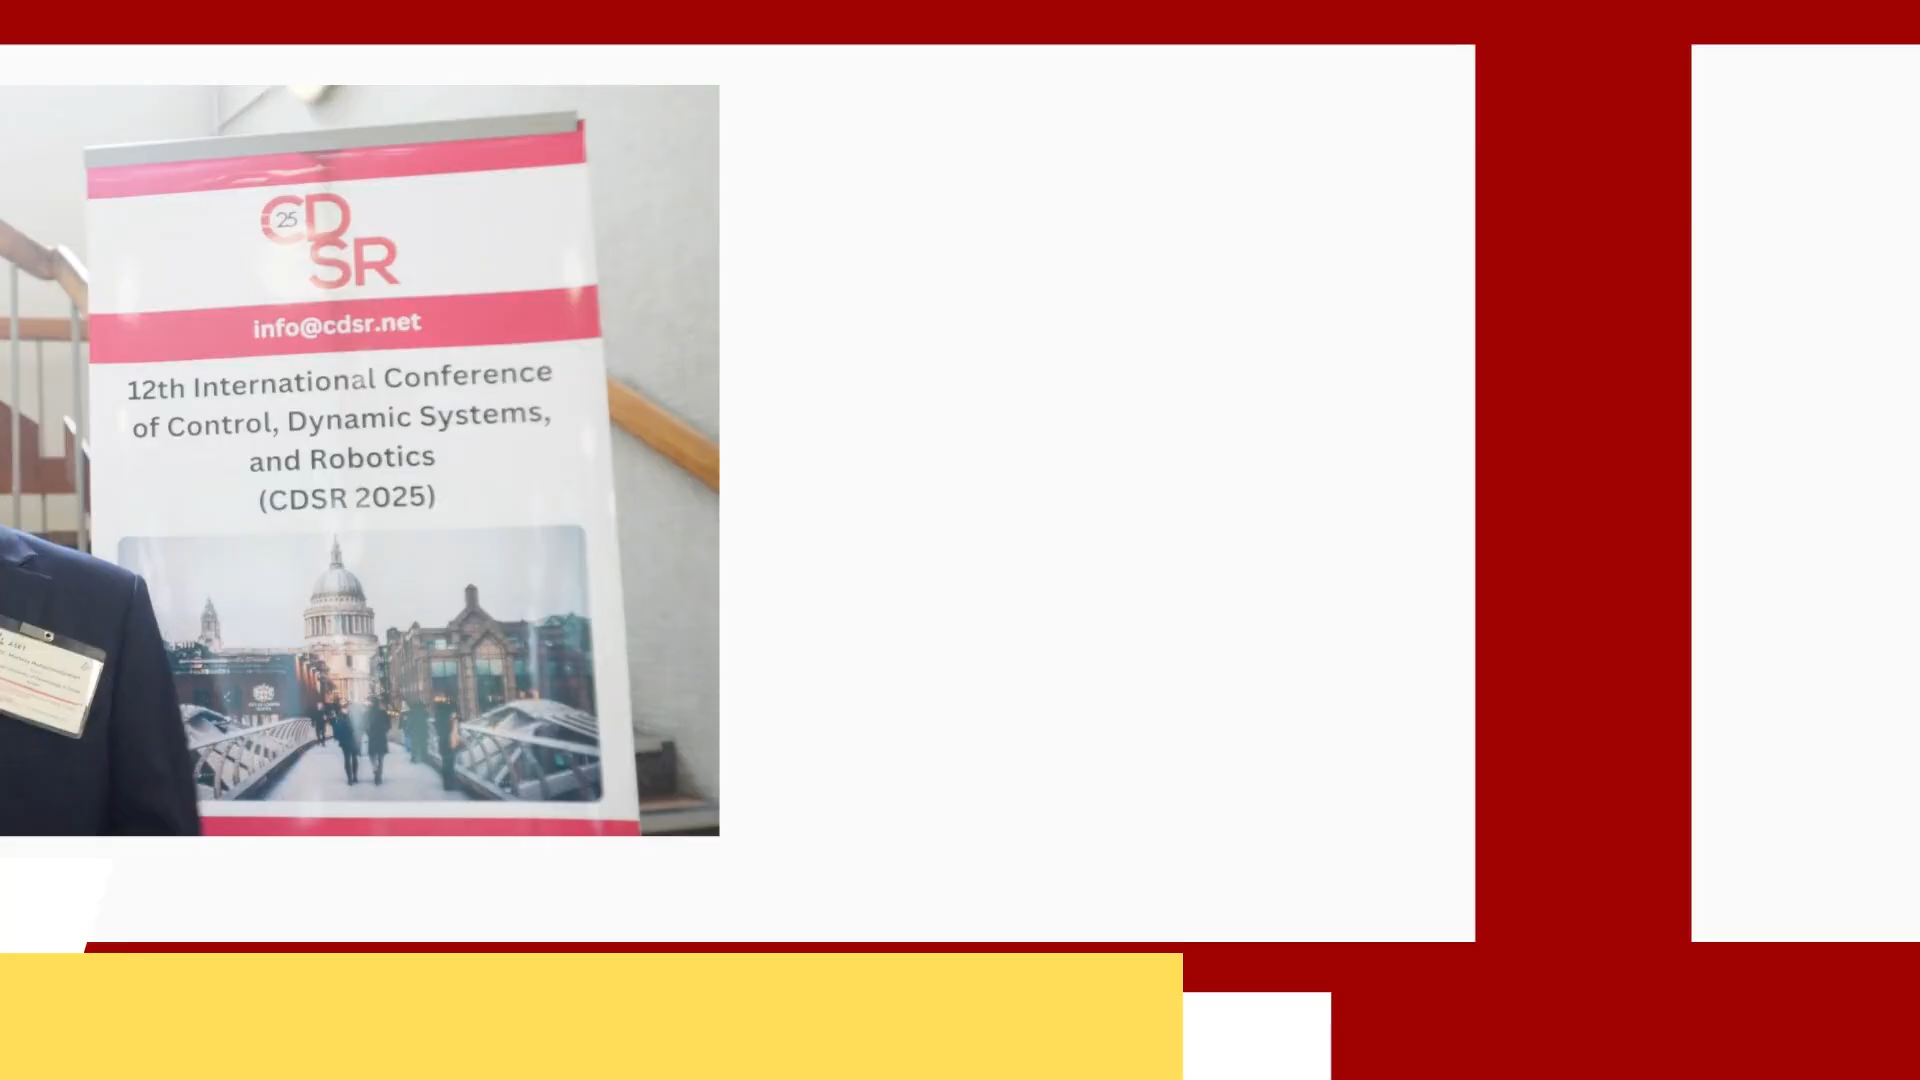 25
CD
SR
info@cdsr.net
12th International Conference
of Control, Dynamic Systems,
and Robotics
(CDSR 2025)